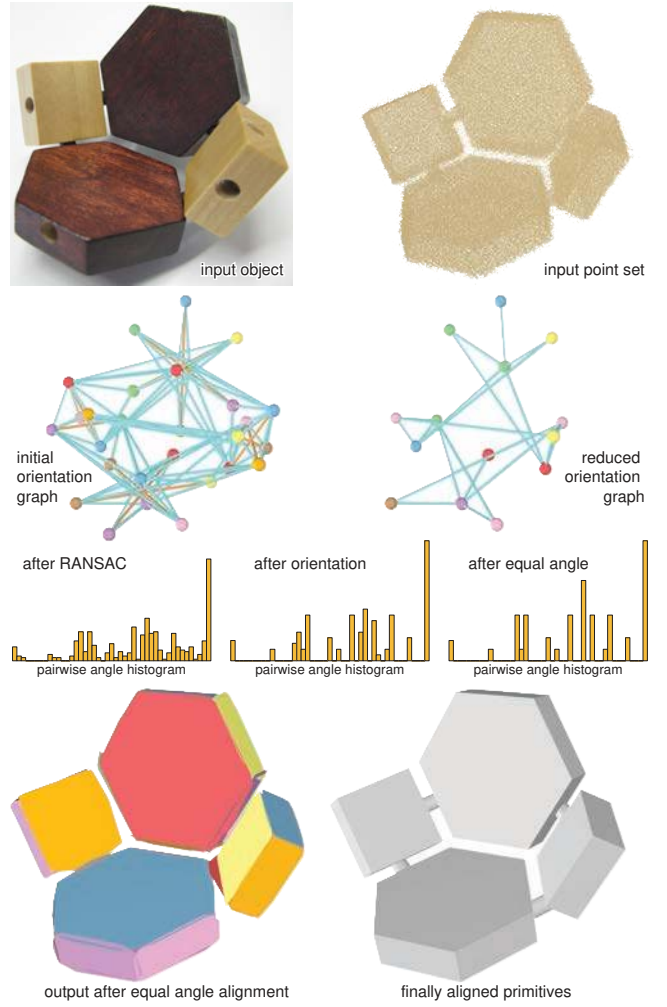 input object
input point set
initial
orientation
graph
reduced
orientation
graph
after RANSAC
after orientation
after equal angle
pairwise angle histogram
pairwise angle histogram
pairwise angle histogram
output after equal angle alignment
finally aligned primitives